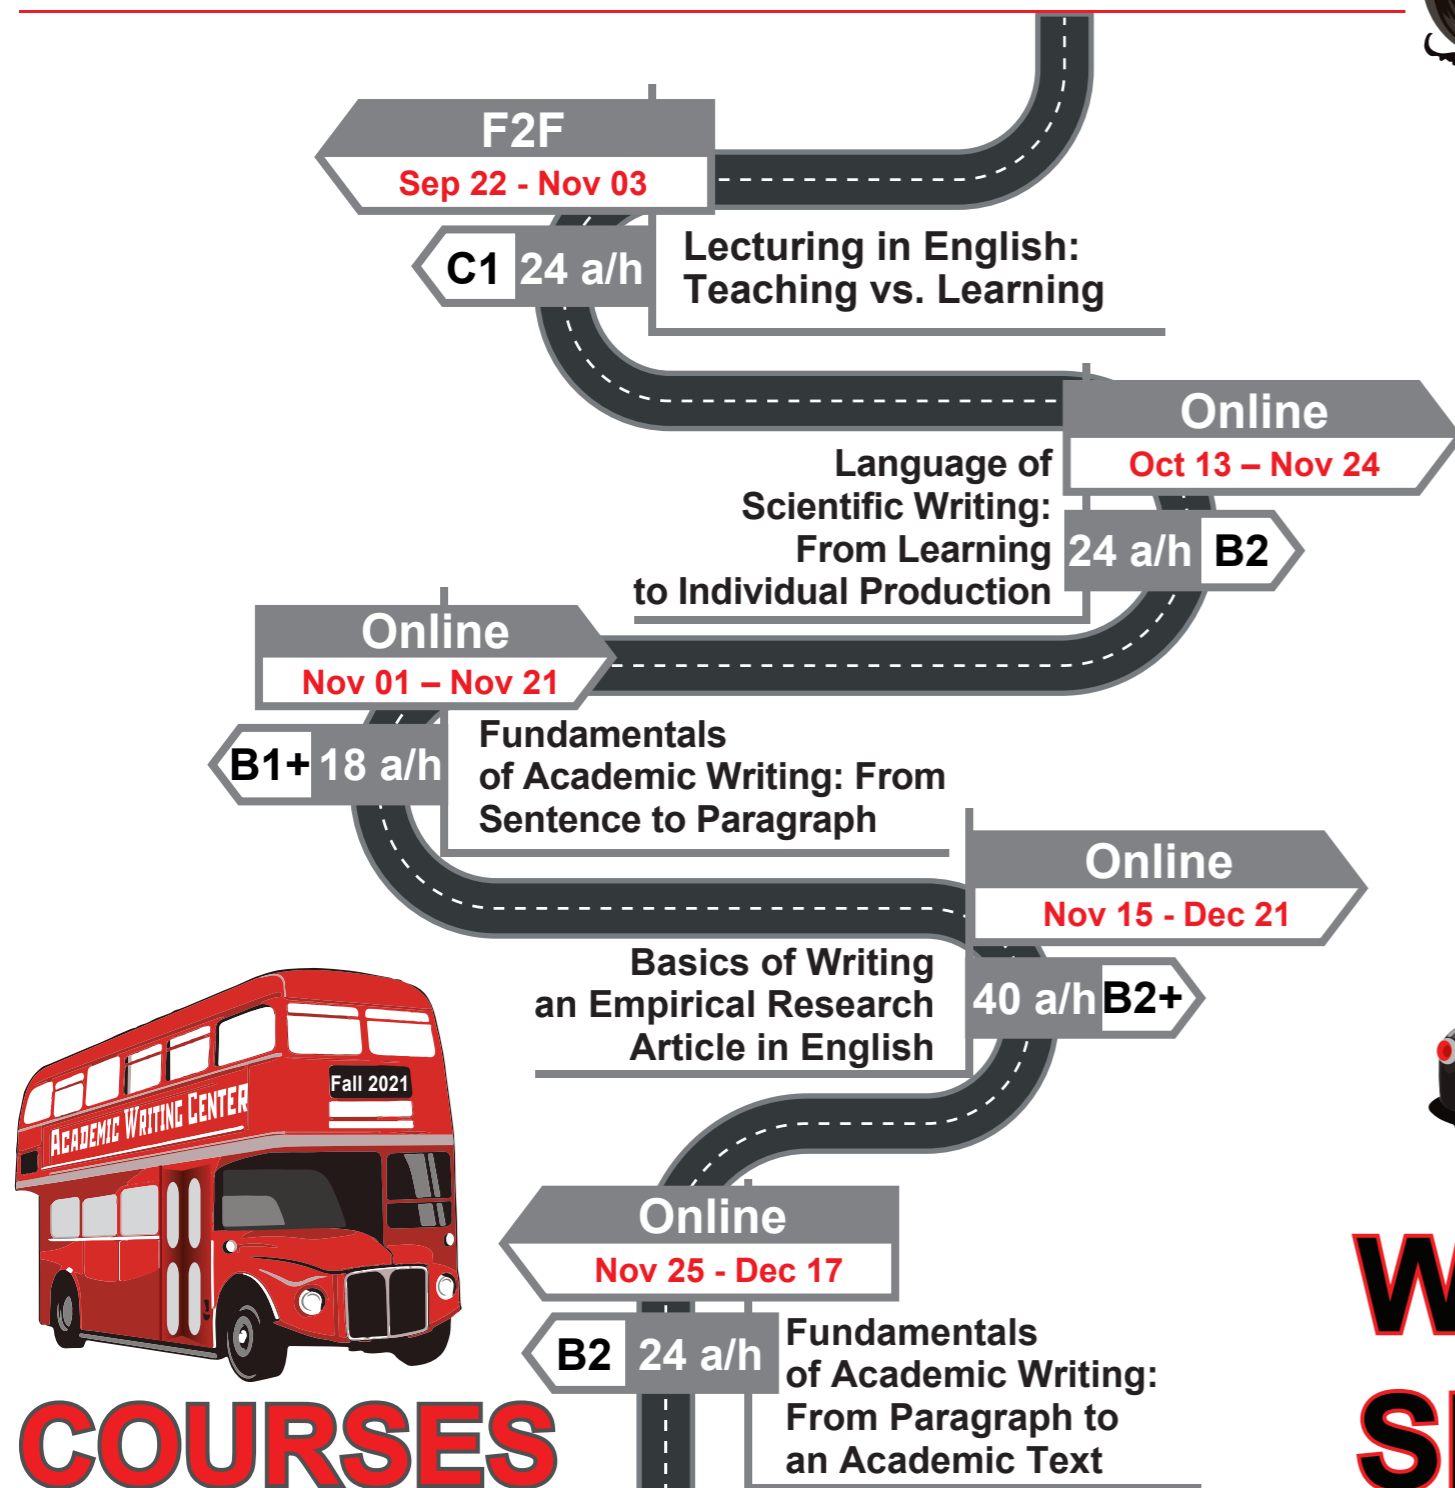 F2F
Sep 22 - Nov 03
C1 24 a/h
Lecturing in English:
Teaching vs. Learning
Online
Oct 13 – Nov 24
Language of
Scientific Writing:
From Learning
to Individual Production
24 a/h B2
Online
Nov 01 – Nov 21
B1+ 18 a/h
Fundamentals
of Academic Writing: From
Sentence to Paragraph
Online
Nov 15 - Dec 21
Basics of Writing
an Empirical Research
Article in English
40 a/h B2+
Fall 2021
ACADEMIC WRITING CENTER
Online
Nov 25 - Dec 17
B2 24 a/h
Fundamentals
of Academic Writing:
From Paragraph to
an Academic Text
COURSES